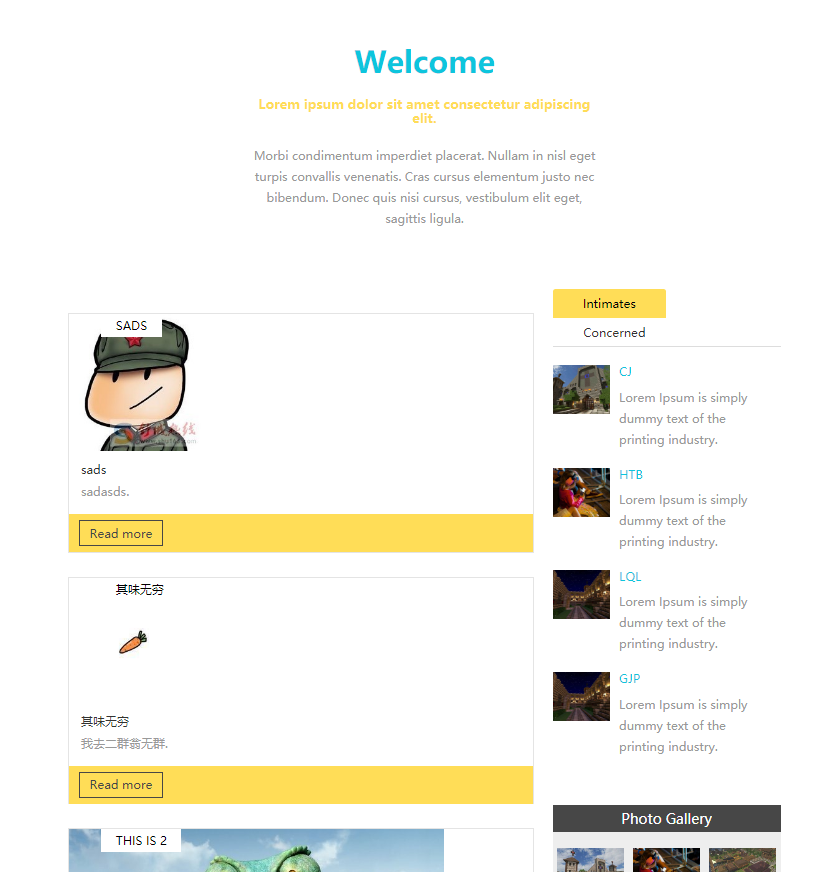 Welcome
Lorem ipsum dolor sit amet consectetur adipiscing
elit.
Morbi condimentum imperdiet placerat. Nullam in nisl eget
turpis convallis venenatis. Cras cursus elementum justo nec
bibendum. Donec quis nisi cursus, vestibulum elit eget,
sagittis ligula.
SADS
sads
sadasds.
Read more
其味无穷
其味无穷
我去二群翁无群.
Read more
THIS IS 2
Intimates
Concerned
CJ
Lorem Ipsum is simply
dummy text of the
printing industry.
HTB
Lorem Ipsum is simply
dummy text of the
printing industry.
LQL
Lorem Ipsum is simply
dummy text of the
printing industry.
GJP
Lorem Ipsum is simply
dummy text of the
printing industry.
Photo Gallery